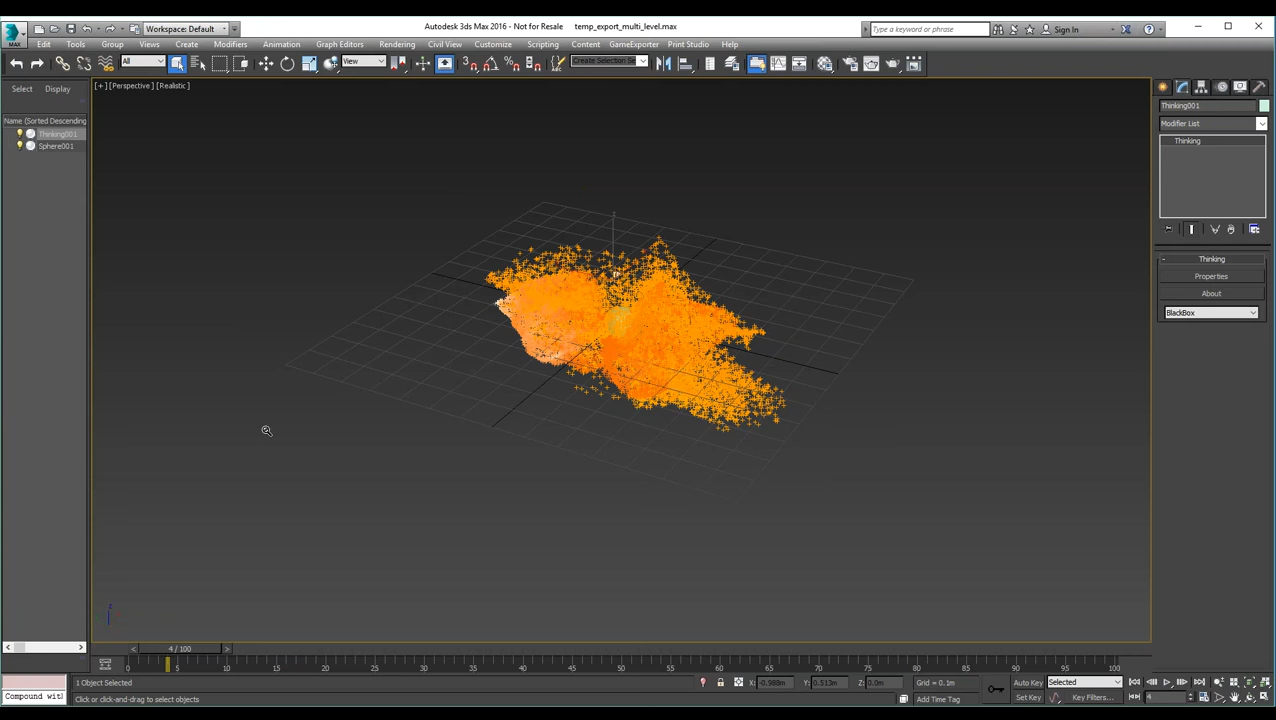 Autodesk 3ds Max 2016 - Not for Resale temp_export_multi_level.max
MAX
Workspace: Default
Type a keyword or phrase
Sign In
Edit Tools Group Views Create Modifiers Animation Graph Editors Rendering Civil View Customize Scripting Content GameExporter Print Studio Help
All
View
Create Selection Se
Select Display
[+] [Perspective] [Realistic]
Name (Sorted Descending
Thinking001
Sphere001
Thinking001
Modifier List
Thinking
- Thinking
Properties
About
BlackBox
z
z
< 4 / 100 >
0 5 10 15 20 25 30 35 40 45 50 55 60 65 70 75 80 85 90 95 100
1 Object Selected
X: -0.988m Y: 0.513m Z: 0.0m Grid = 0.1m
Auto Key Selected
Compound wit
Click or click-and-drag to select objects
Add Time Tag
Set Key Key Filters...
4